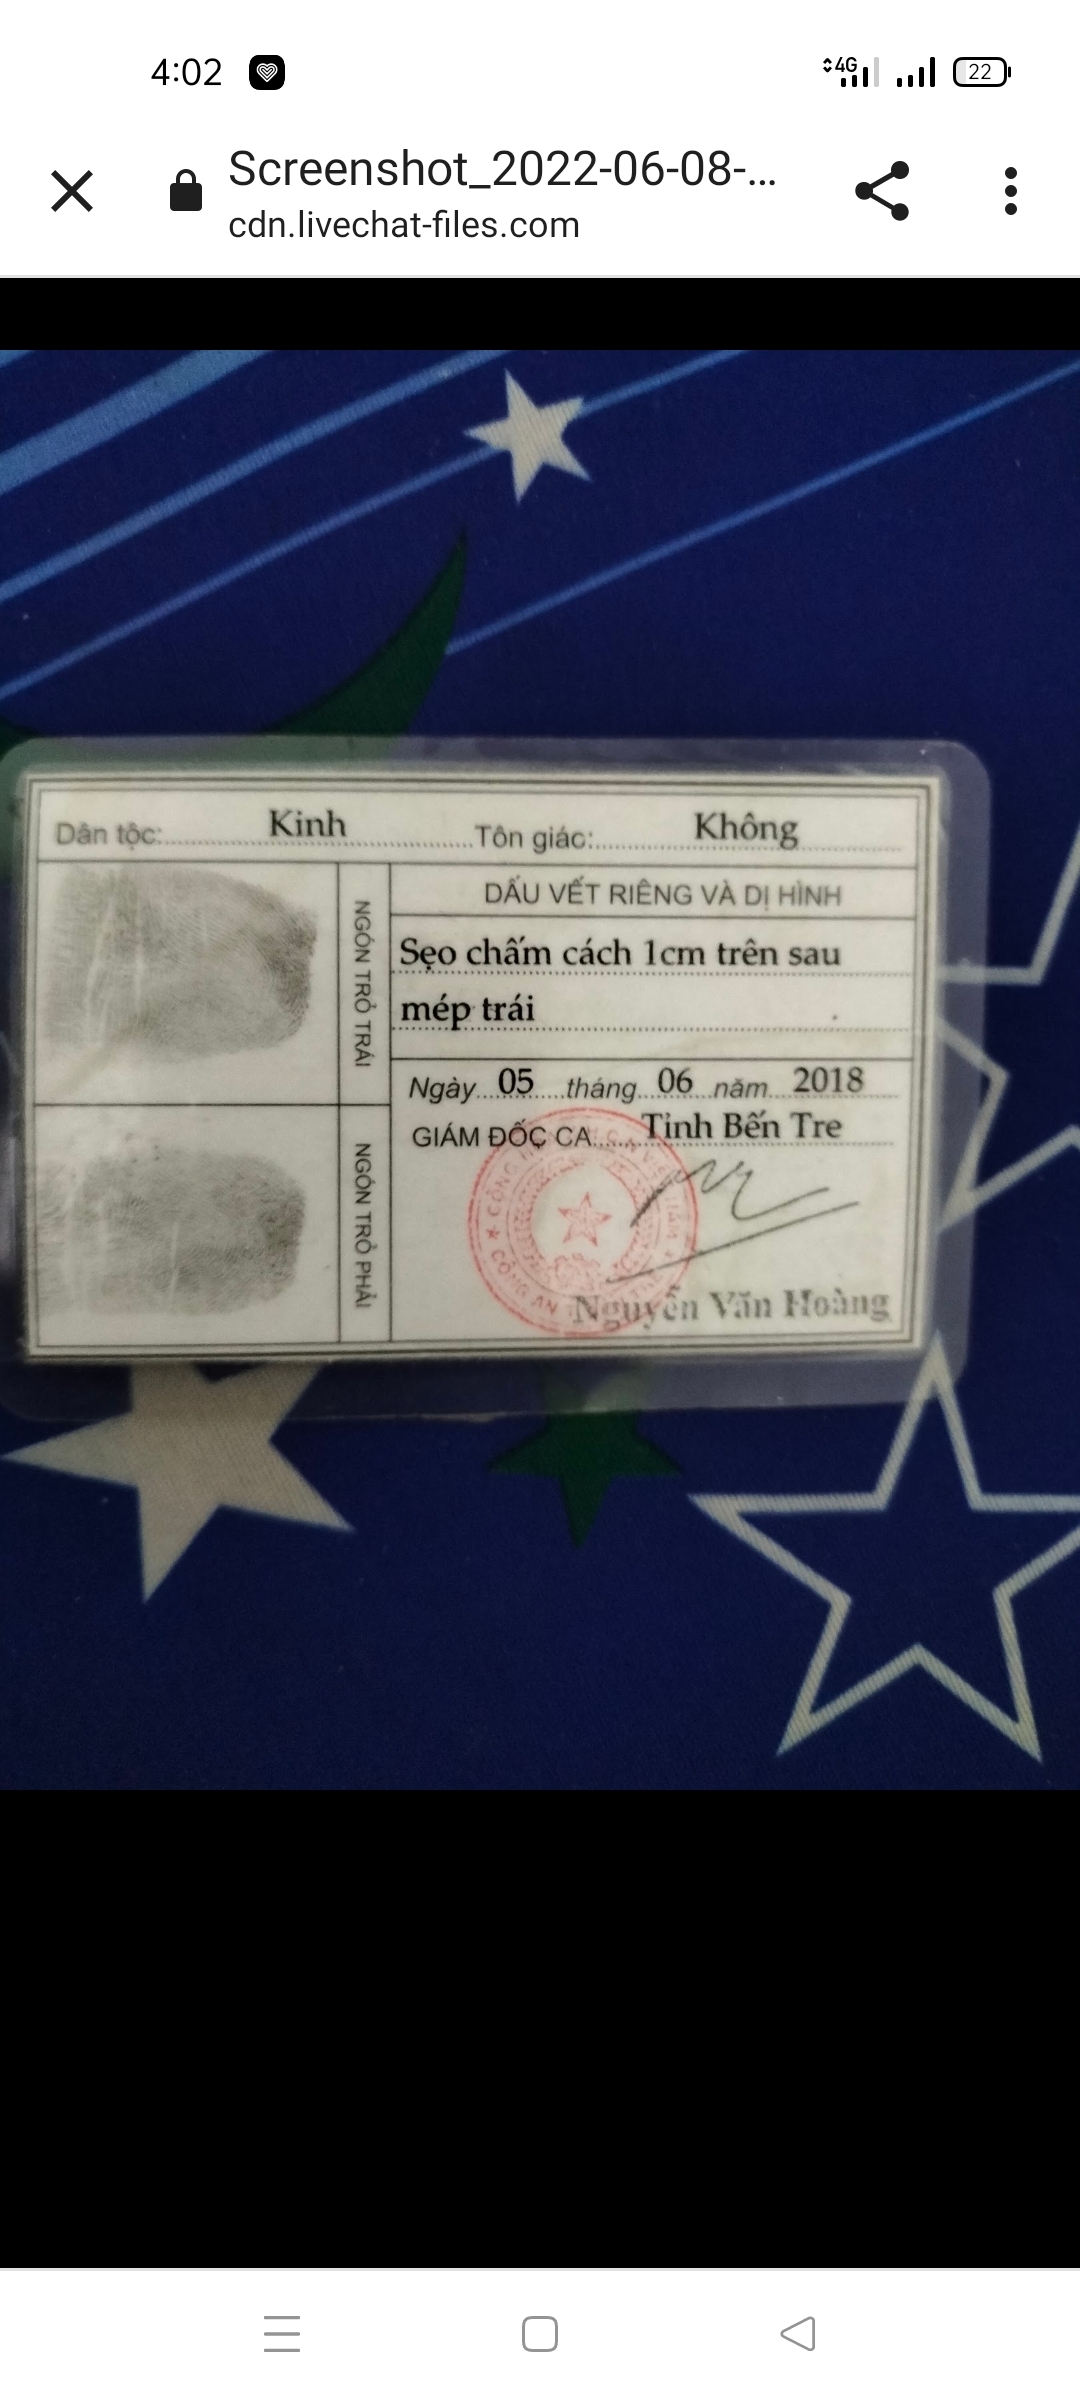 4:02
4G
22
Screenshot_2022-06-08-...
cdn.livechat-files.com
Dân tộc: Kinh Tôn giáo: Không
NGÓN TRỎ TRÁI
DẤU VẾT RIÊNG VÀ DỊ HÌNH
Sẹo chấm cách 1cm trên sau
mép trái
NGÓN TRỎ PHẢI
Ngày 05 tháng 06 năm 2018
GIÁM ĐỐC CA Tỉnh Bến Tre
CÔNG AN
Nguyễn Văn Hoàng